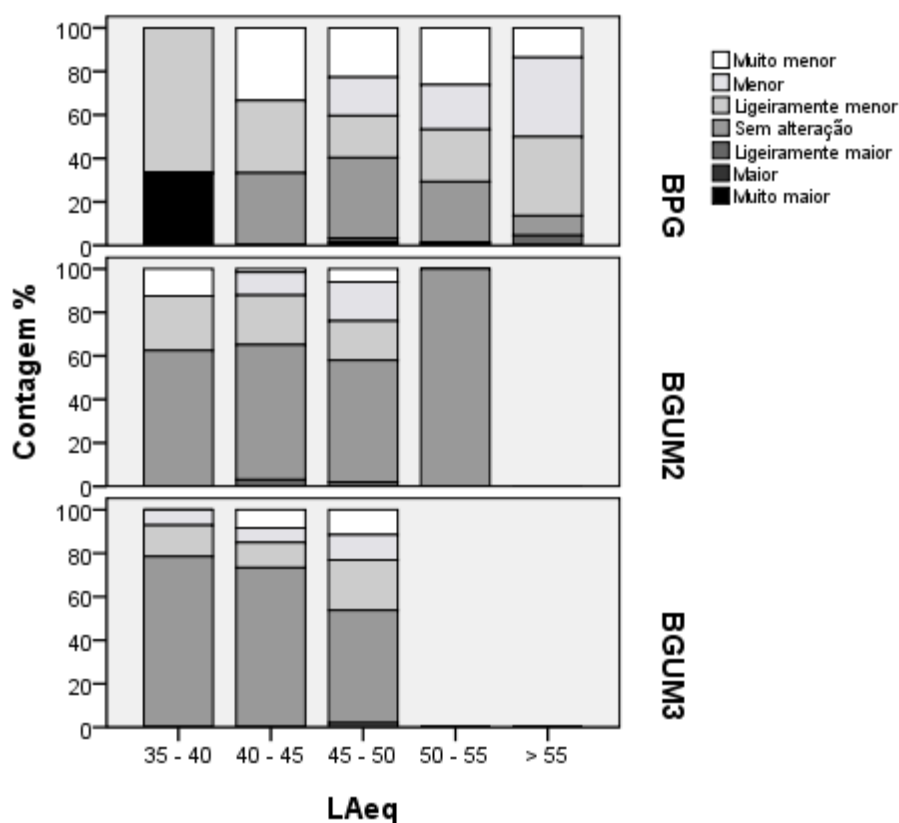 100
80
60
40
20
0
BPG
100
80
60
40
20
0
BGUM2
100
80
60
40
20
0
BGUM3
Contagem %
35 - 40
40 - 45
45 - 50
50 - 55
> 55
LAeq
Muito menor
Menor
Ligeiramente menor
Sem alteração
Ligeiramente maior
Maior
Muito maior